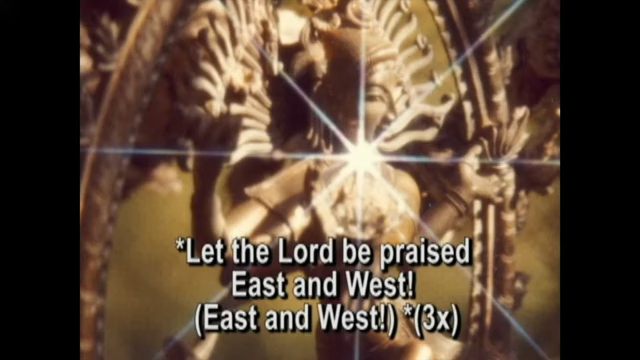 *Let the Lord be praised
East and West!
(East and West!) *(3x)